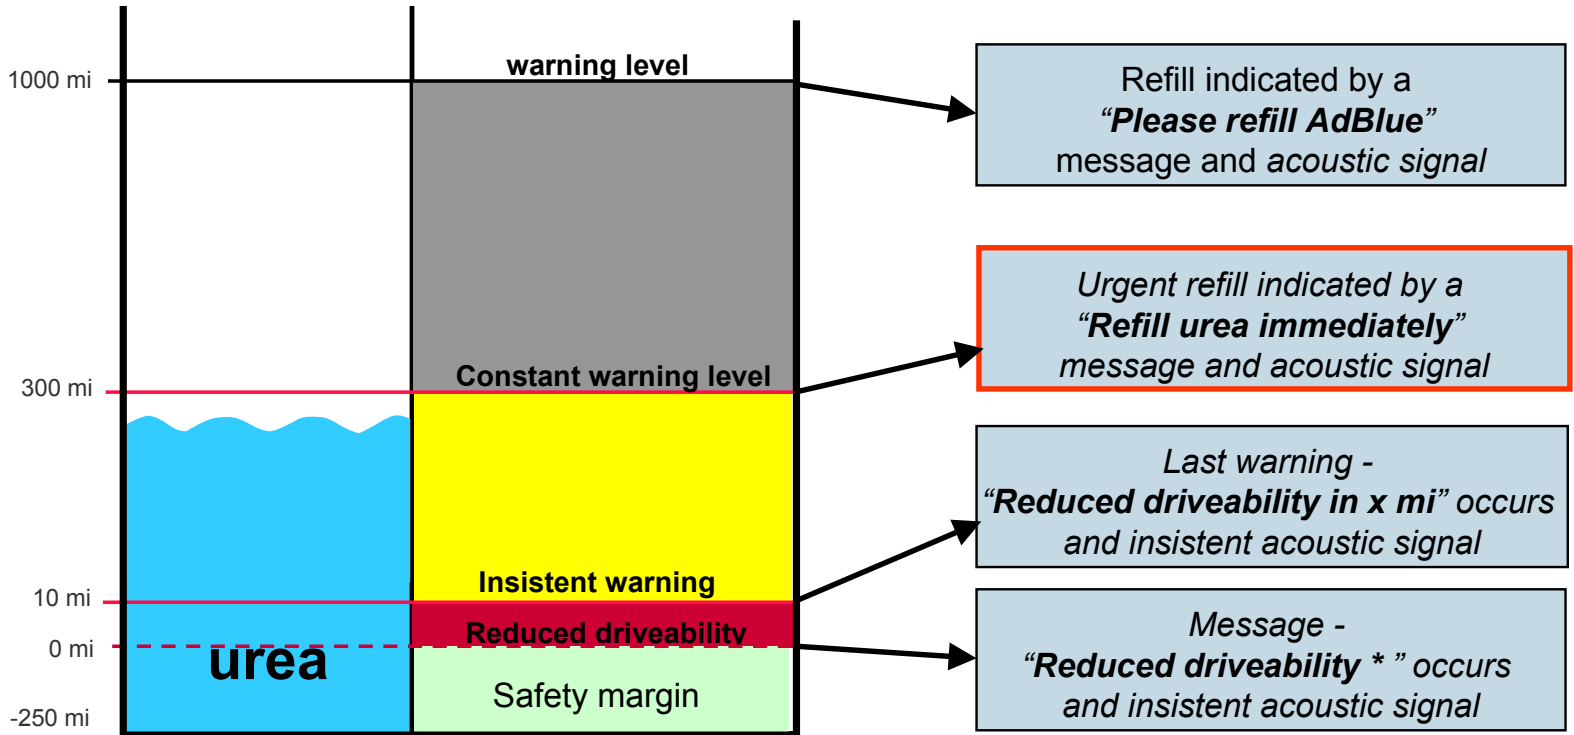 warning level
1000 mi
Refill indicated by a
“Please refill AdBlue”
message and acoustic signal
Urgent refill indicated by a
“Refill urea immediately”
message and acoustic signal
Constant warning level
300 mi
Last warning -
“Reduced driveability in x mi” occurs
and insistent acoustic signal
Insistent warning
10 mi
Reduced driveability
0 mi
urea
Safety margin
-250 mi
Message -
“Reduced driveability * ” occurs
and insistent acoustic signal